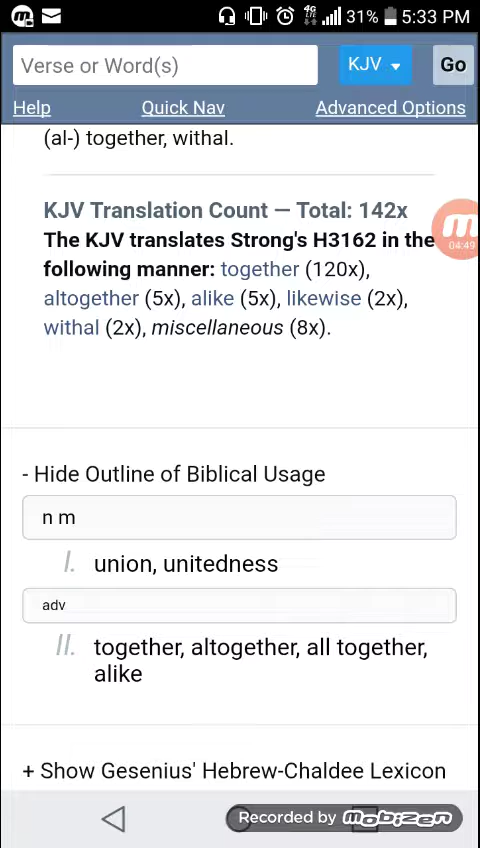 4G LTE 31% 5:33 PM
Verse or Word(s) KJV Go
Help Quick Nav Advanced Options
(al-) together, withal.
KJV Translation Count — Total: 142x
The KJV translates Strong's H3162 in the
following manner: together (120x),
altogether (5x), alike (5x), likewise (2x),
withal (2x), miscellaneous (8x).
04:49
- Hide Outline of Biblical Usage
n m
I. union, unitedness
adv
II. together, altogether, all together,
alike
+ Show Gesenius' Hebrew-Chaldee Lexicon
Recorded by mobizen